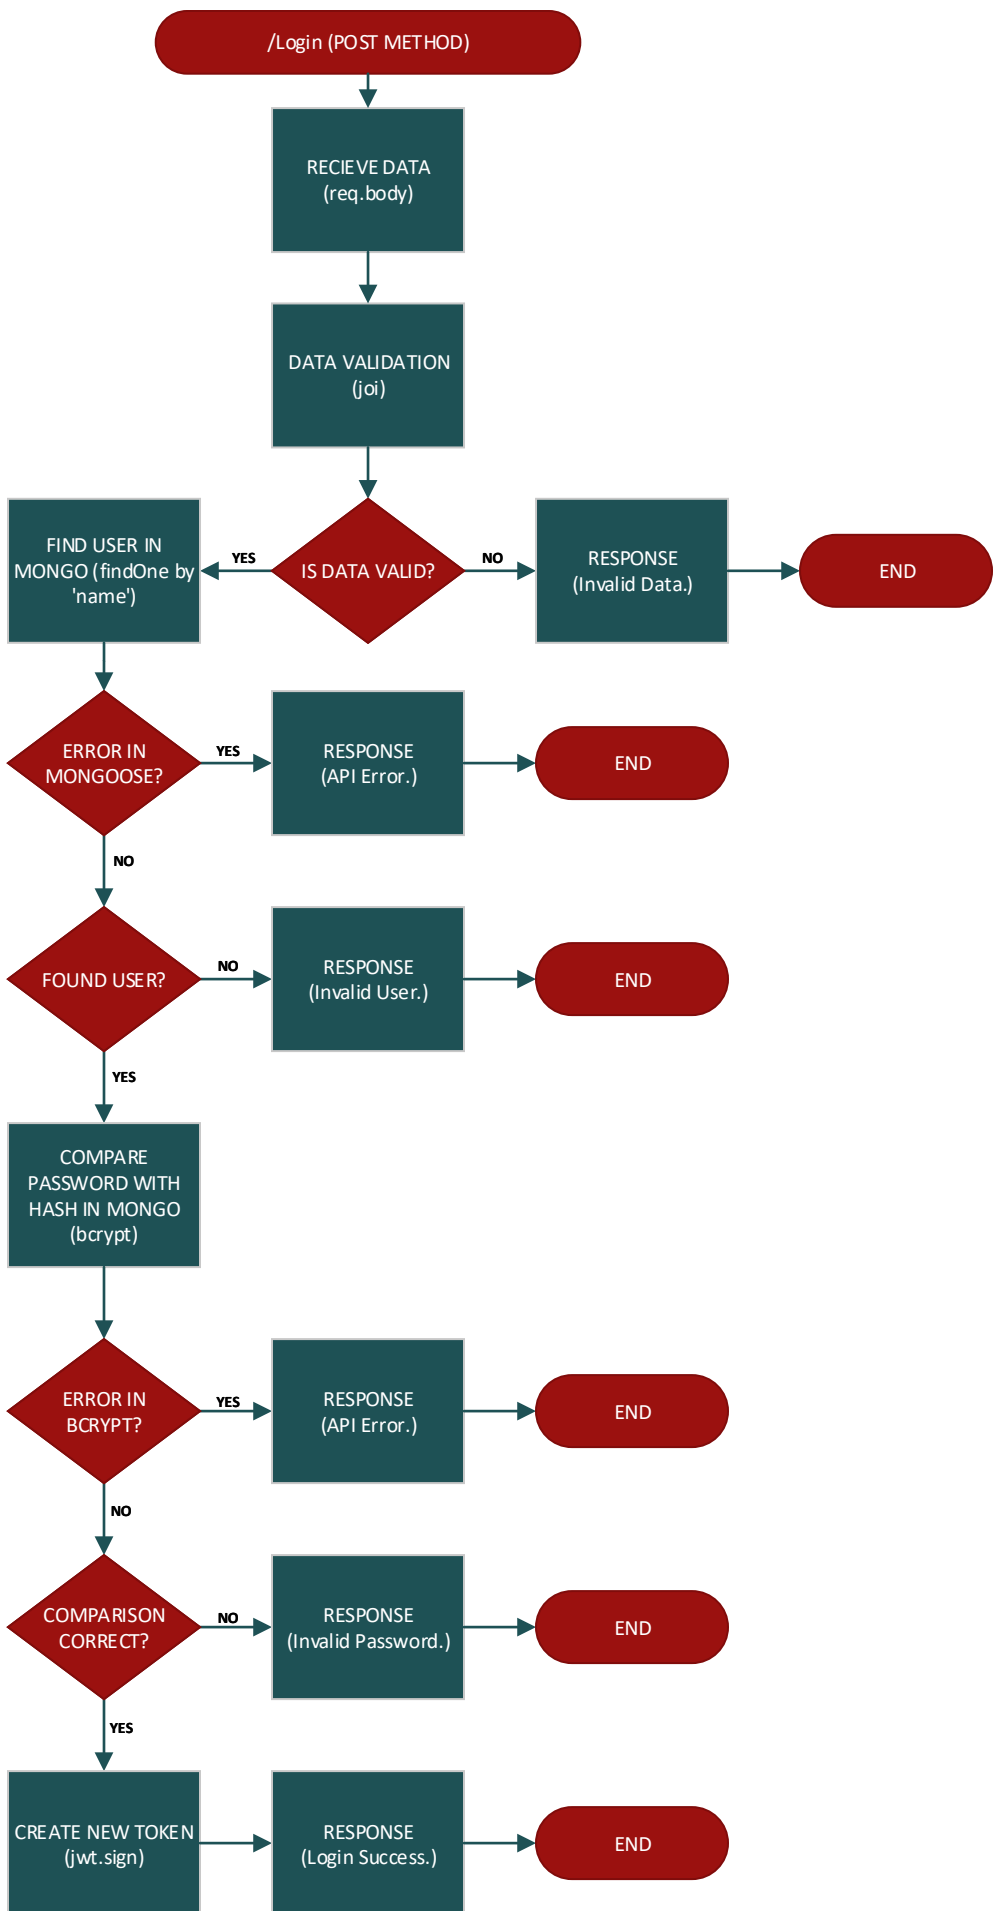 /Login (POST METHOD)
RECIEVE DATA
(req.body)
DATA VALIDATION
(joi)
FIND USER IN
MONGO (findOne by
'name')
YES
IS DATA VALID?
NO
RESPONSE
(Invalid Data.)
END
ERROR IN
MONGOOSE?
YES
RESPONSE
(API Error.)
END
NO
FOUND USER?
NO
RESPONSE
(Invalid User.)
END
YES
COMPARE
PASSWORD WITH
HASH IN MONGO
(bcrypt)
ERROR IN
BCRYPT?
YES
RESPONSE
(API Error.)
END
NO
COMPARISON
CORRECT?
NO
RESPONSE
(Invalid Password.)
END
YES
CREATE NEW TOKEN
(jwt.sign)
RESPONSE
(Login Success.)
END